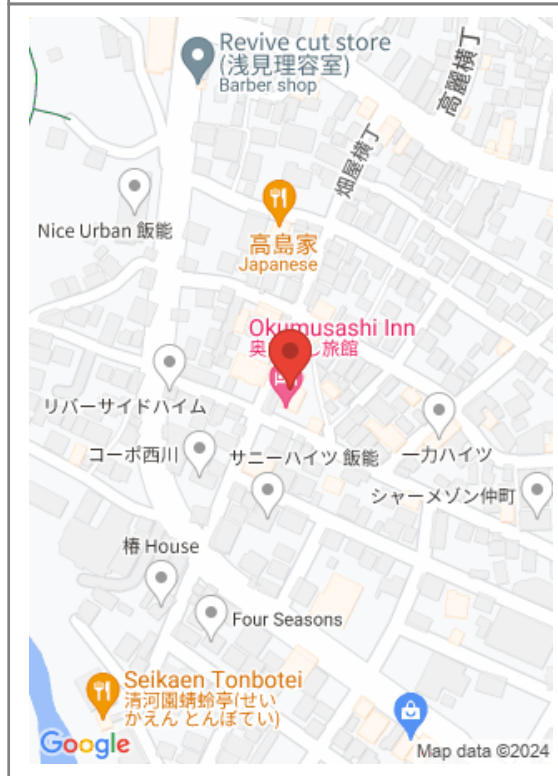 Revive cut store
(浅見理容室)
Barber shop
高麗横丁
畑屋横丁
Nice Urban 飯能
高島家
Japanese
Okumusashi Inn
奥 し旅館
リバーサイドハイム
コーポ西川
サニーハイツ 飯能
一力ハイツ
シャーメゾン仲町
椿 House
Four Seasons
Seikaen Tonbotei
清河園蜻蛉亭(せい
かえん とんぼてい)
Google
Map data ©2024